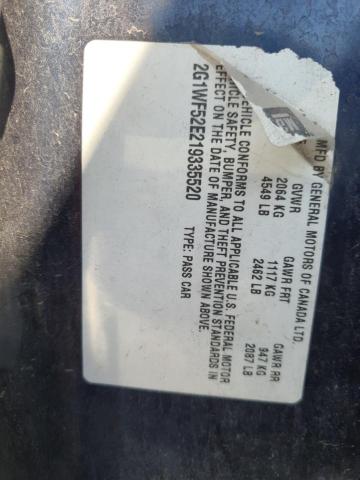 MFD BY GENERAL MOTORS OF CANADA LTD.
GVWR GAWR FRT GAWR RR
2064 KG 1117 KG 947 KG
4549 LB 2462 LB 2087 LB
VEHICLE CONFORMS TO ALL APPLICABLE U.S. FEDERAL MOTOR
VEHICLE SAFETY, BUMPER, AND THEFT PREVENTION STANDARDS IN
EFFECT ON THE DATE OF MANUFACTURE SHOWN ABOVE.
2G1WF52E219335520 TYPE: PASS CAR